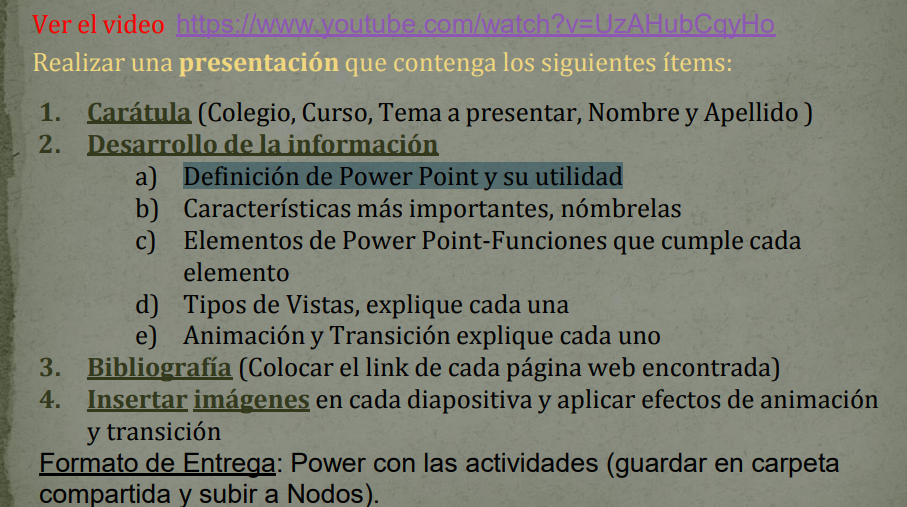 Ver el video https://www.youtube.com/watch?v=UzAHubCqyHo
Realizar una presentación que contenga los siguientes ítems:
1. Carátula (Colegio, Curso, Tema a presentar, Nombre y Apellido )
2. Desarrollo de la información
a) Definición de Power Point y su utilidad
b) Características más importantes, nómbrelas
c) Elementos de Power Point-Funciones que cumple cada
elemento
d) Tipos de Vistas, explique cada una
e) Animación y Transición explique cada uno
3. Bibliografía (Colocar el link de cada página web encontrada)
4. Insertar imágenes en cada diapositiva y aplicar efectos de animación
y transición
Formato de Entrega: Power con las actividades (guardar en carpeta
compartida y subir a Nodos).